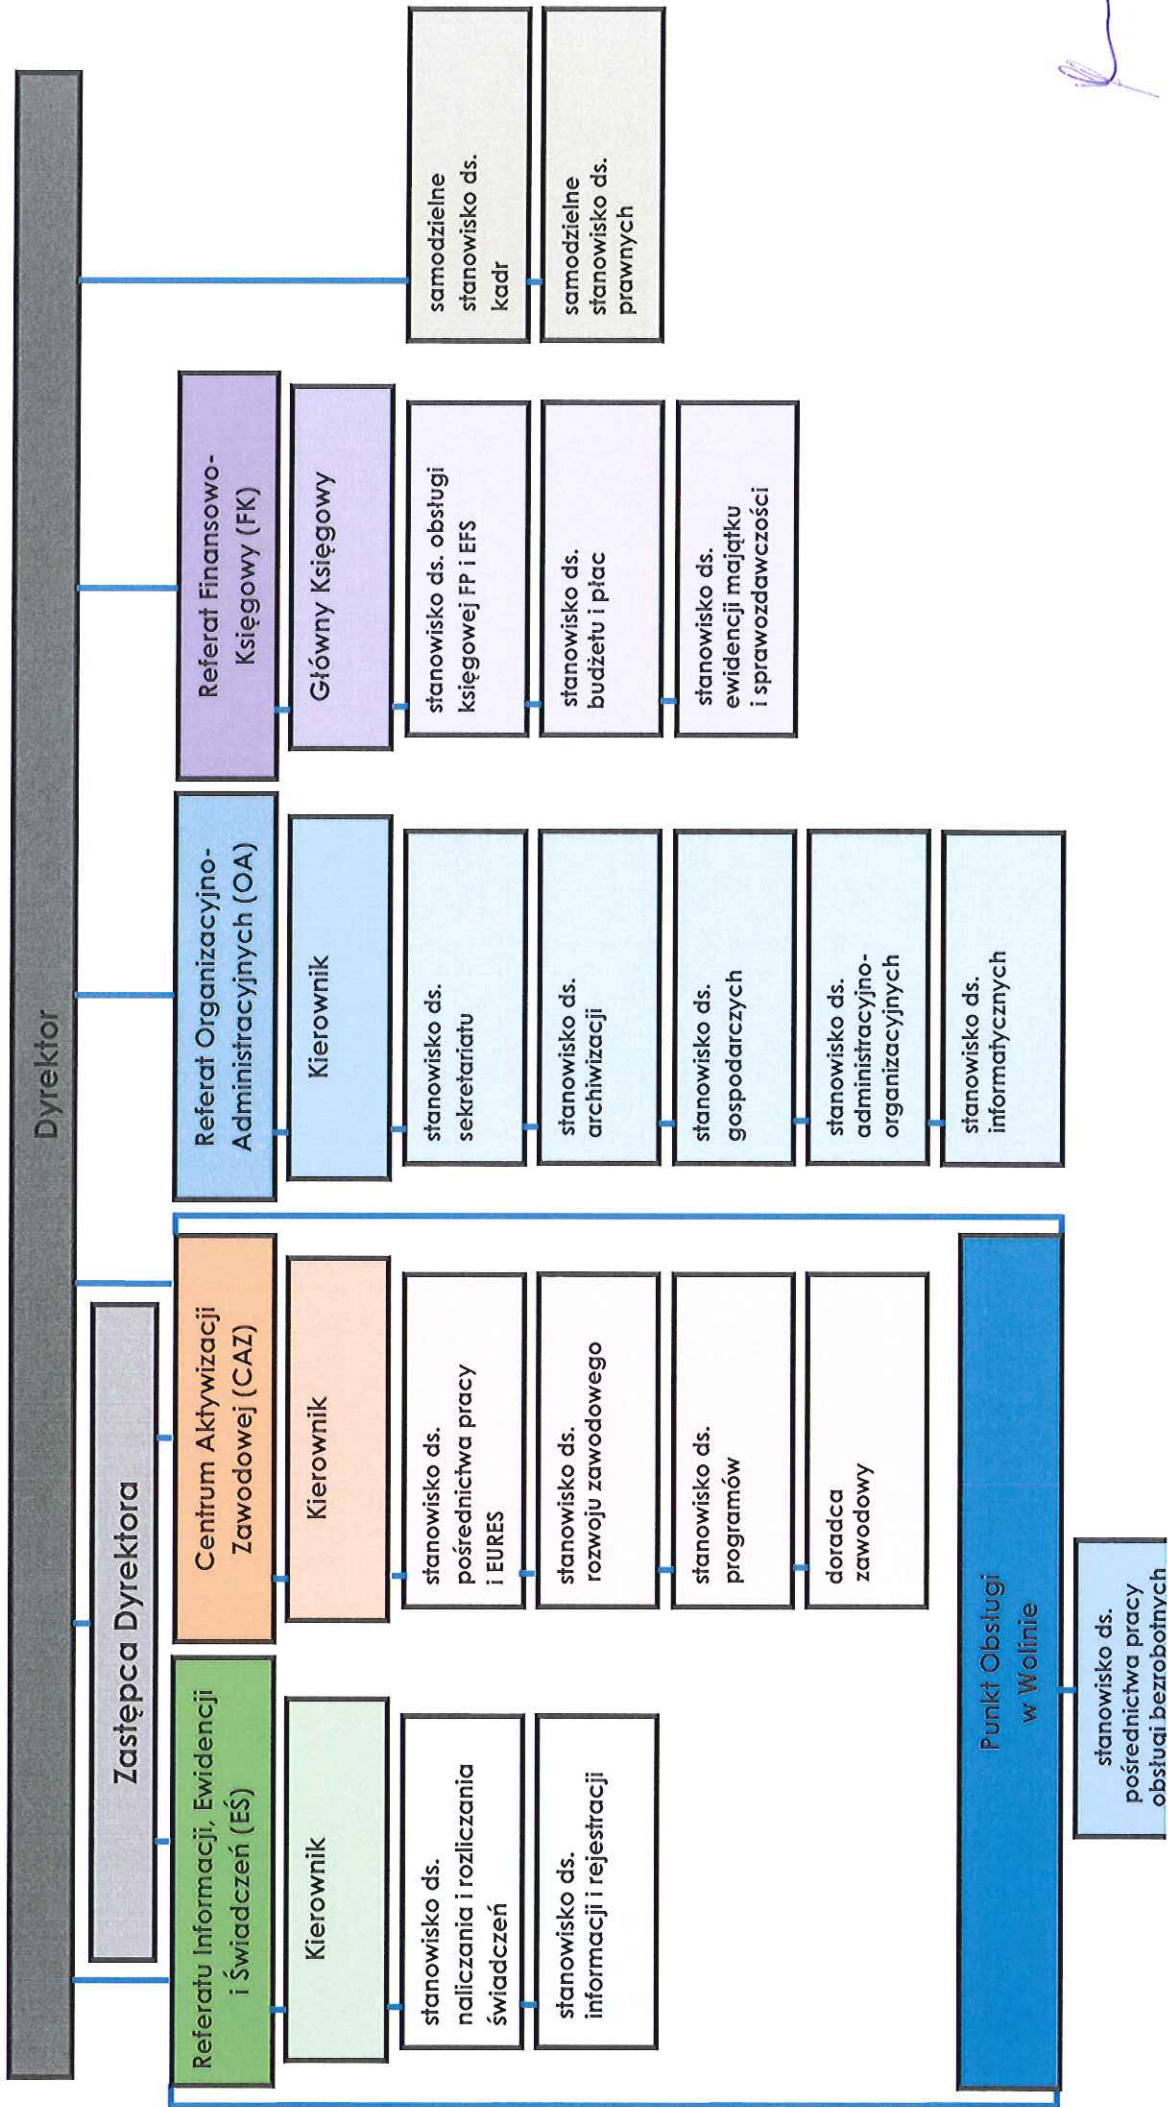 Dyrektor
Zastępca Dyrektora
Referatu Informacji, Ewidencji
i Świadczeń (EŚ)
Kierownik
stanowisko ds.
naliczania i rozliczania
świadczeń
stanowisko ds.
informacji i rejestracji
Centrum Aktywizacji
Zawodowej (CAZ)
Kierownik
stanowisko ds.
pośrednictwa pracy
i EURES
stanowisko ds.
rozwoju zawodowego
stanowisko ds.
programów
doradca
zawodowy
Punkt Obsługi
w Wolinie
stanowisko ds.
pośrednictwa pracy
obsługi bezrobotnych
Referat Organizacyjno-
Administracyjnych (OA)
Kierownik
stanowisko ds.
sekretariatu
stanowisko ds.
archiwizacji
stanowisko ds.
gospodarczych
stanowisko ds.
administracyjno-
organizacyjnych
stanowisko ds.
informatycznych
Referat Finansowo-
Księgowy (FK)
Główny Księgowy
stanowisko ds. obsługi
księgowej FP i EFS
stanowisko ds.
budżetu i płac
stanowisko ds.
ewidencji majątku
i sprawozdawczości
samodzielne
stanowisko ds.
kadr
samodzielne
stanowisko ds.
prawnych